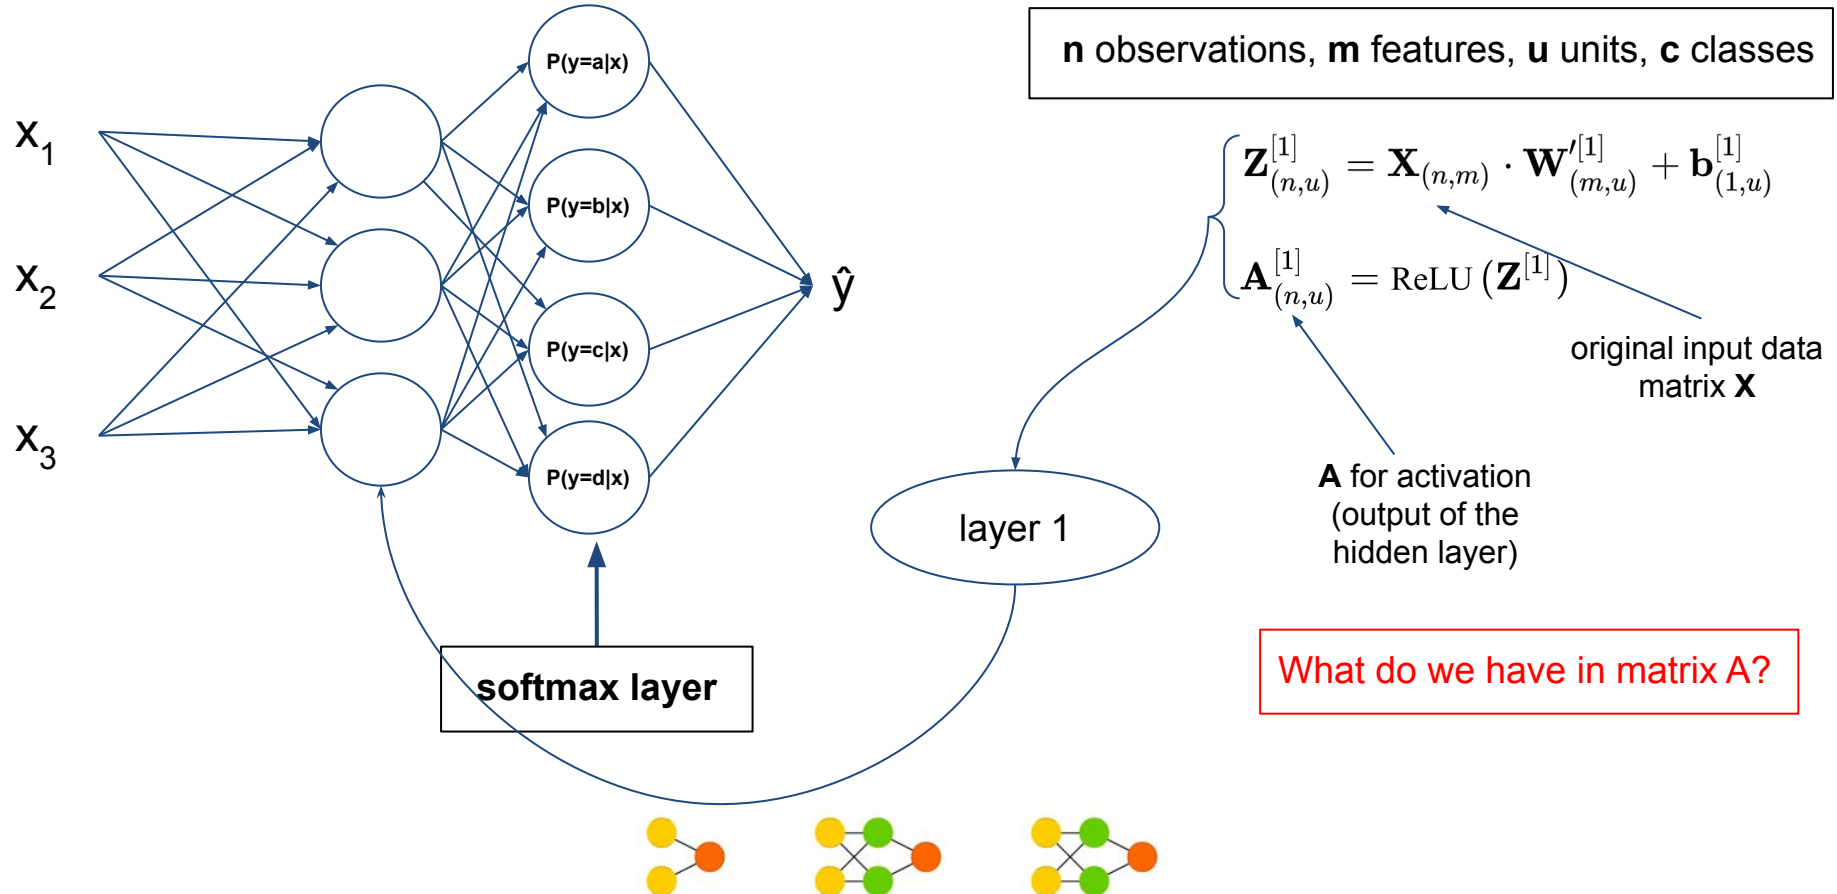 n observations, m features, u units, c classes
x1
x2
x3
P(y=a|x)
P(y=b|x)
P(y=c|x)
P(y=d|x)
ŷ
softmax layer
Z^{[1]}_{(n,u)} = X_{(n,m)} · W'^{[1]}_{(m,u)} + b^{[1]}_{(1,u)}
A^{[1]}_{(n,u)} = ReLU (Z^{[1]})
original input data
matrix X
A for activation
(output of the
hidden layer)
layer 1
What do we have in matrix A?